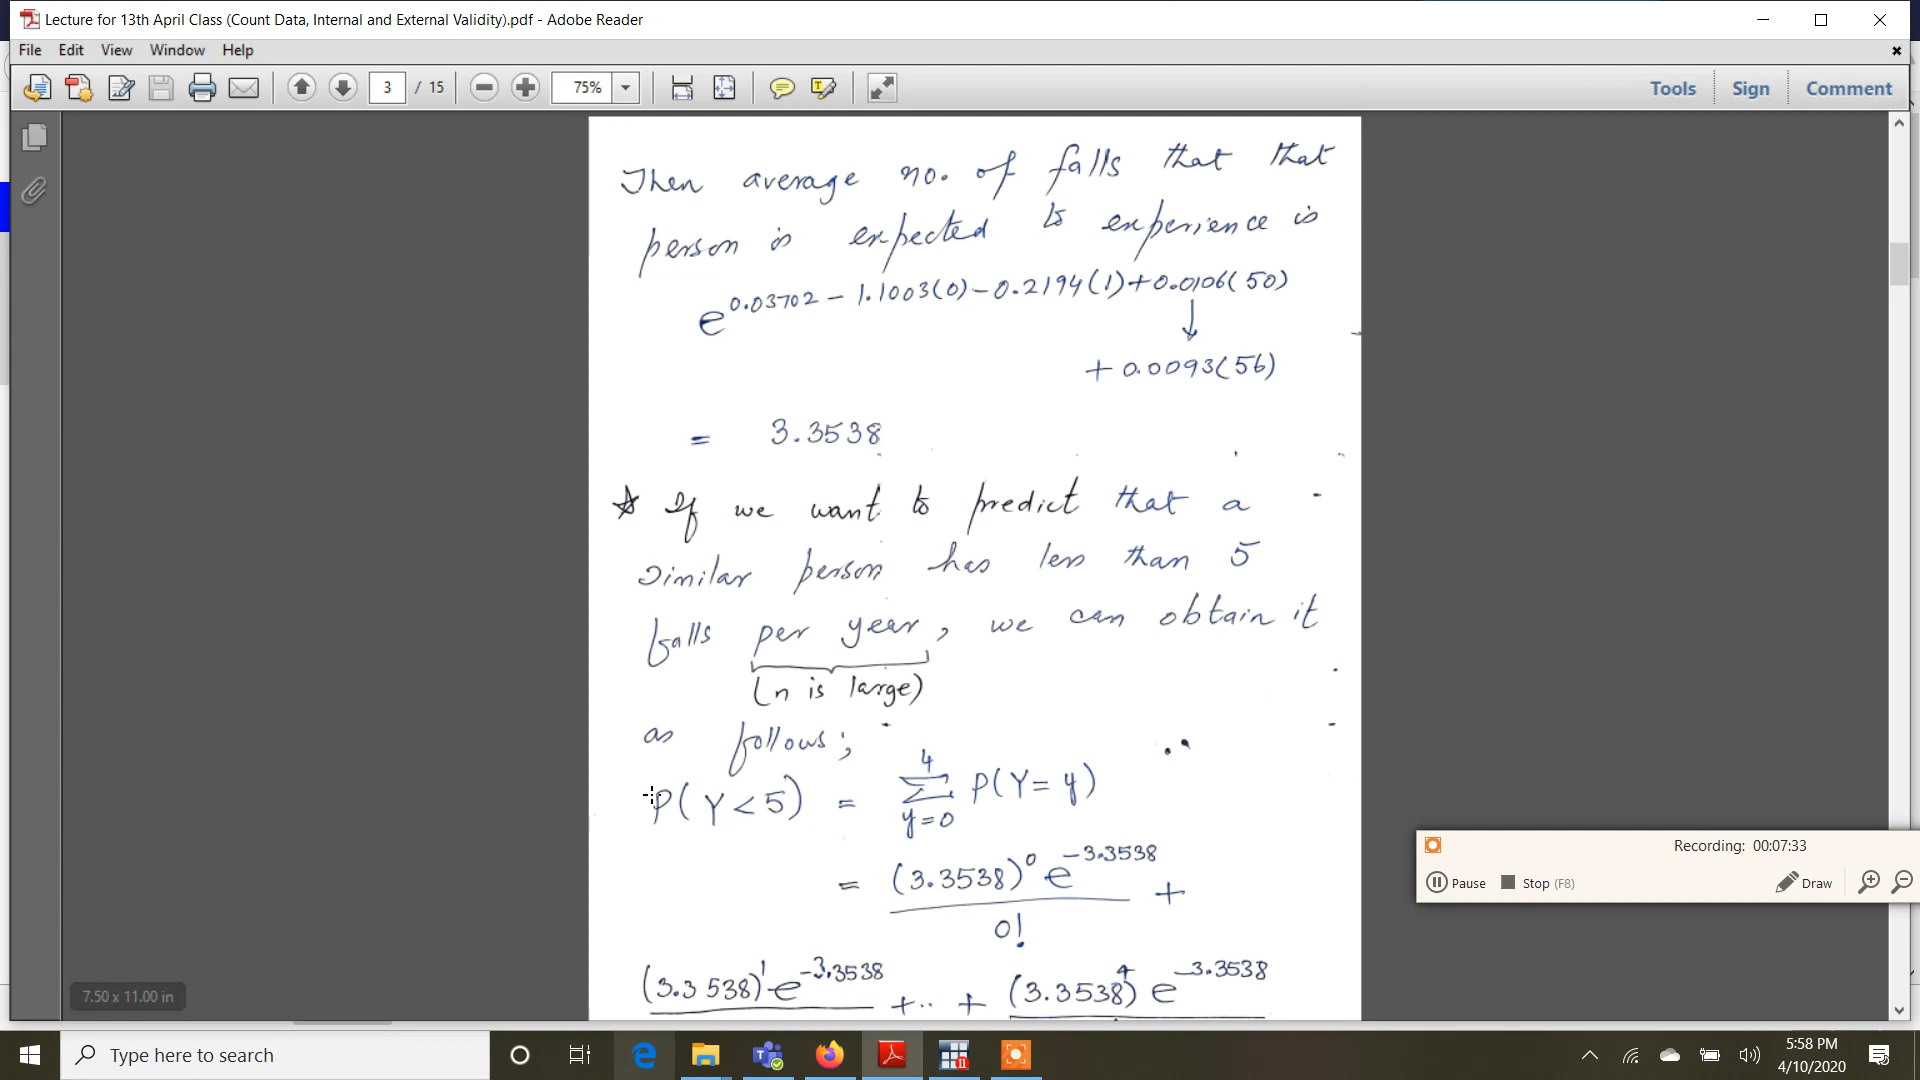 Lecture for 13th April Class (Count Data, Internal and External Validity).pdf - Adobe Reader
File Edit View Window Help
3 / 15 75% Tools Sign Comment
Then average no. of falls that that
person is expected to experience is
e^0.03702 - 1.1003(0) - 0.2194(1) + 0.0106(50)
↓
+ 0.0093(56)
= 3.3538
☆ If we want to predict that a
similar person has less than 5
falls per year, we can obtain it
(n is large)
as follows;
P(Y < 5) = Σ_{y=0}^{4} P(Y = y)
= (3.3538)^0 e^-3.3538 / 0! +
(3.3538)^1 e^-3.3538 + .. + (3.3538)^4 e^-3.3538
Recording: 00:07:33
Pause Stop (F8) Draw
7.50 x 11.00 in
Type here to search
5:58 PM
4/10/2020